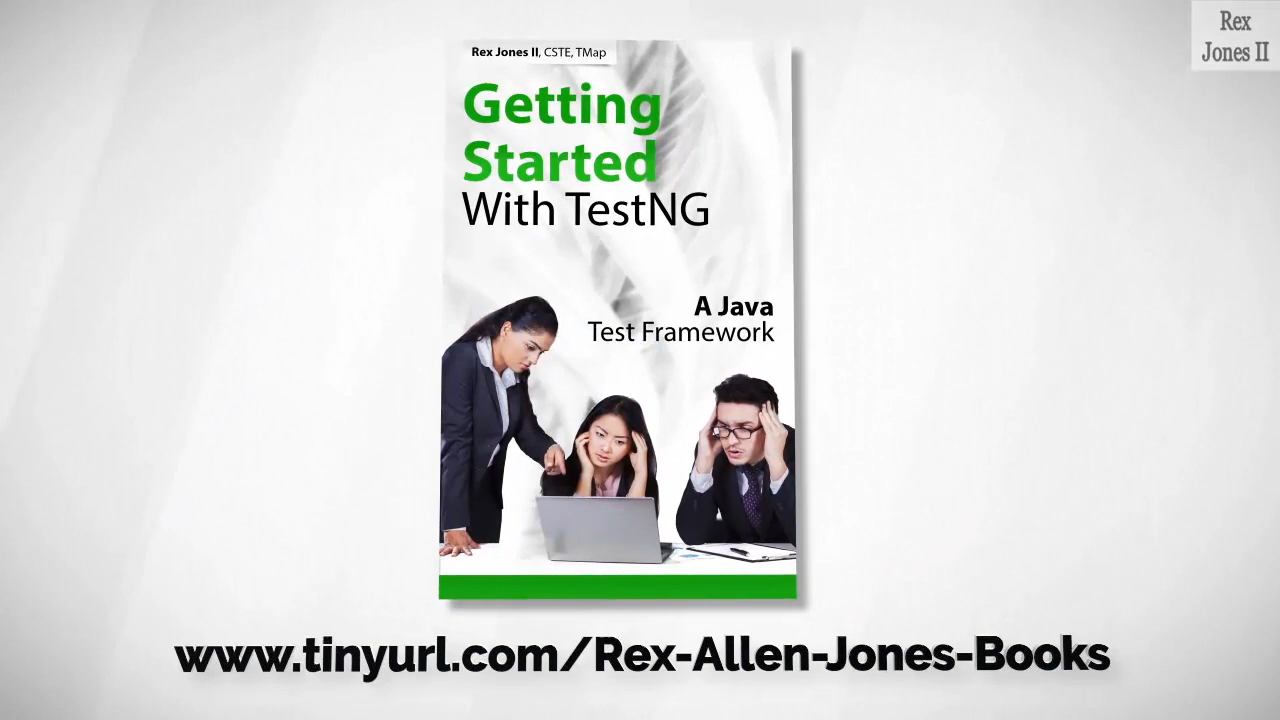 Rex
Jones II
Rex Jones II, CSTE, TMap
Getting
Started
With TestNG
A Java
Test Framework
www.tinyurl.com/Rex-Allen-Jones-Books